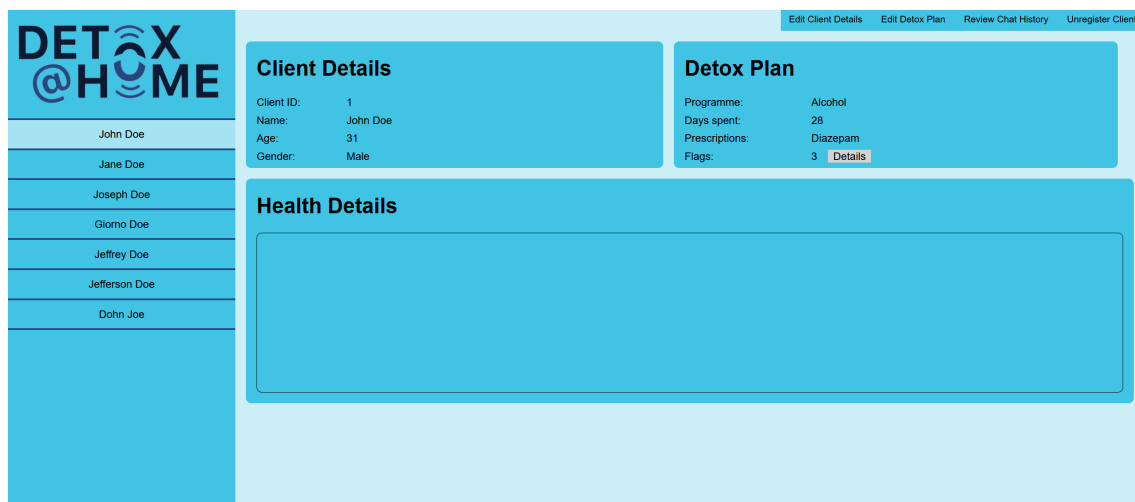 DETOX
@HOME
John Doe
Jane Doe
Joseph Doe
Giorno Doe
Jeffrey Doe
Jefferson Doe
Dohn Joe
Edit Client Details Edit Detox Plan Review Chat History Unregister Client
Client Details
Client ID: 1
Name: John Doe
Age: 31
Gender: Male
Detox Plan
Programme: Alcohol
Days spent: 28
Prescriptions: Diazepam
Flags: 3 Details
Health Details